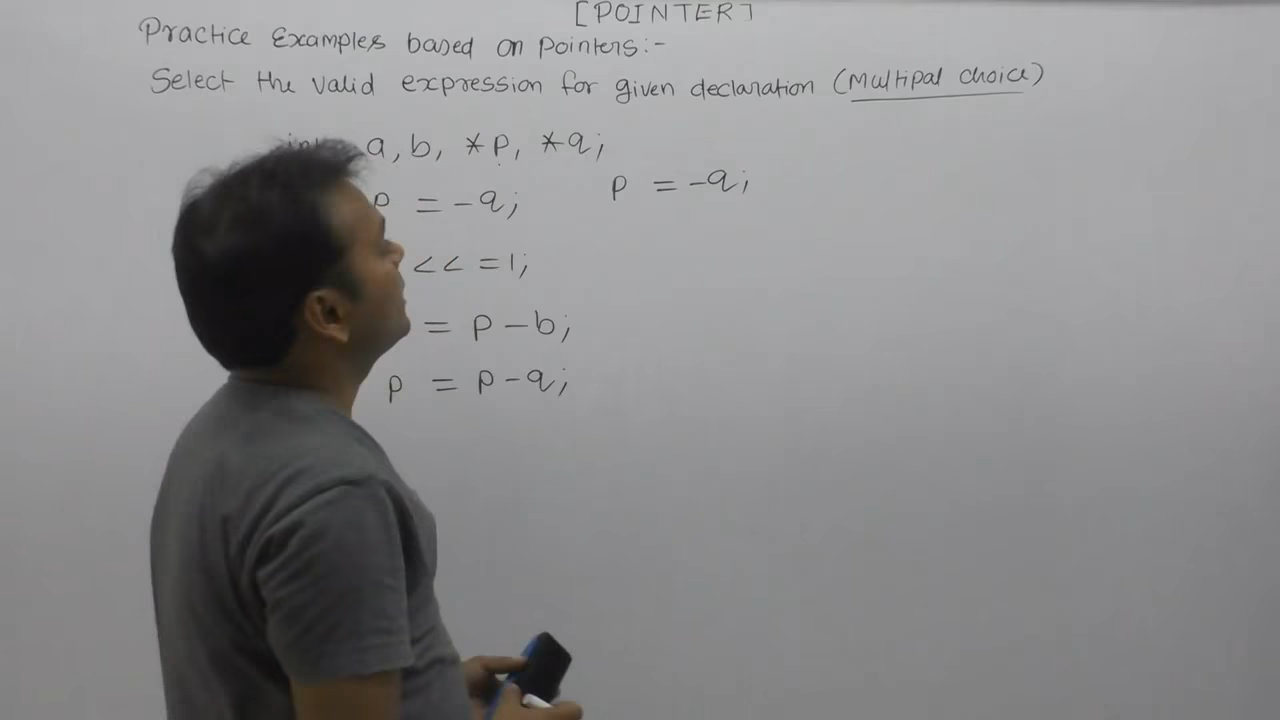 [POINTER]
Practice Examples based on Pointers:-
Select the valid expression for given declaration (Multipal choice)
a, b, *p, *q;
p = -q; p = -q;
<< = 1;
= p - b;
p = p - q;